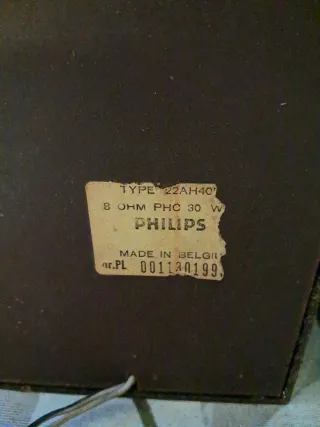 TYPE 22AH40
8 OHM PHC 30 W
PHILIPS
MADE IN BELGI
nr.PL 001130199